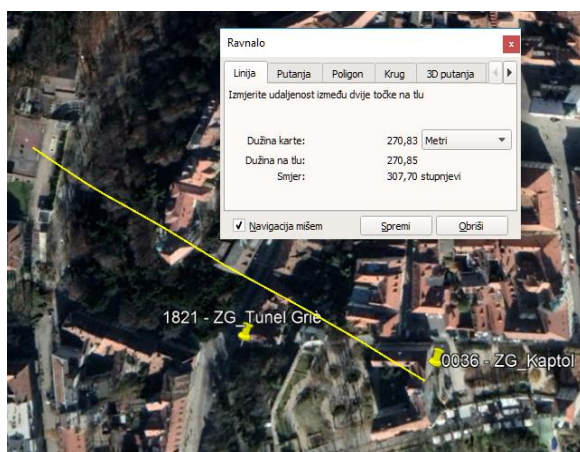 Ravnalo
x
Linija Putanja Poligon Krug 3D putanja
Izmjerite udaljenost između dvije točke na tlu
Dužina karte: 270,83 Metri
Dužina na tlu: 270,85
Smjer: 307,70 stupnjevi
Navigacija mišem Spremi Obriši
1821 - ZG_Tunel Grič
0036 - ZG_Kaptol